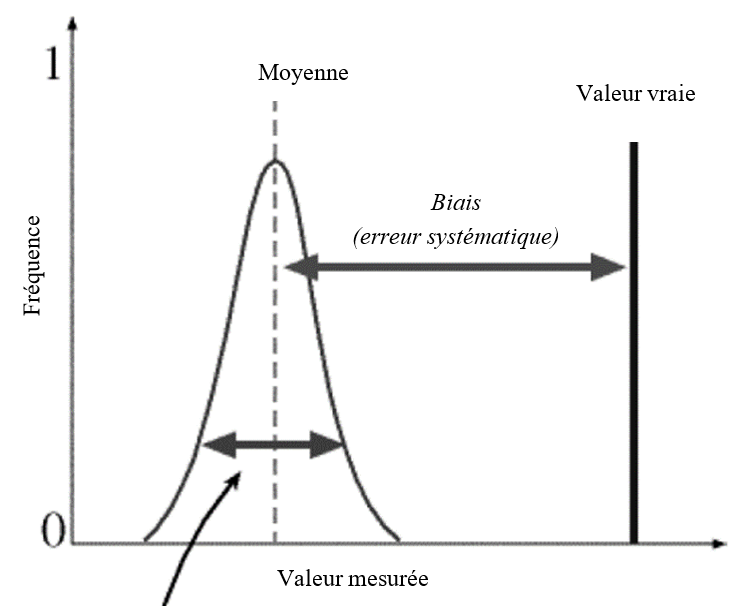 1
Moyenne
Valeur vraie
Biais
(erreur systématique)
Fréquence
0
Valeur mesurée